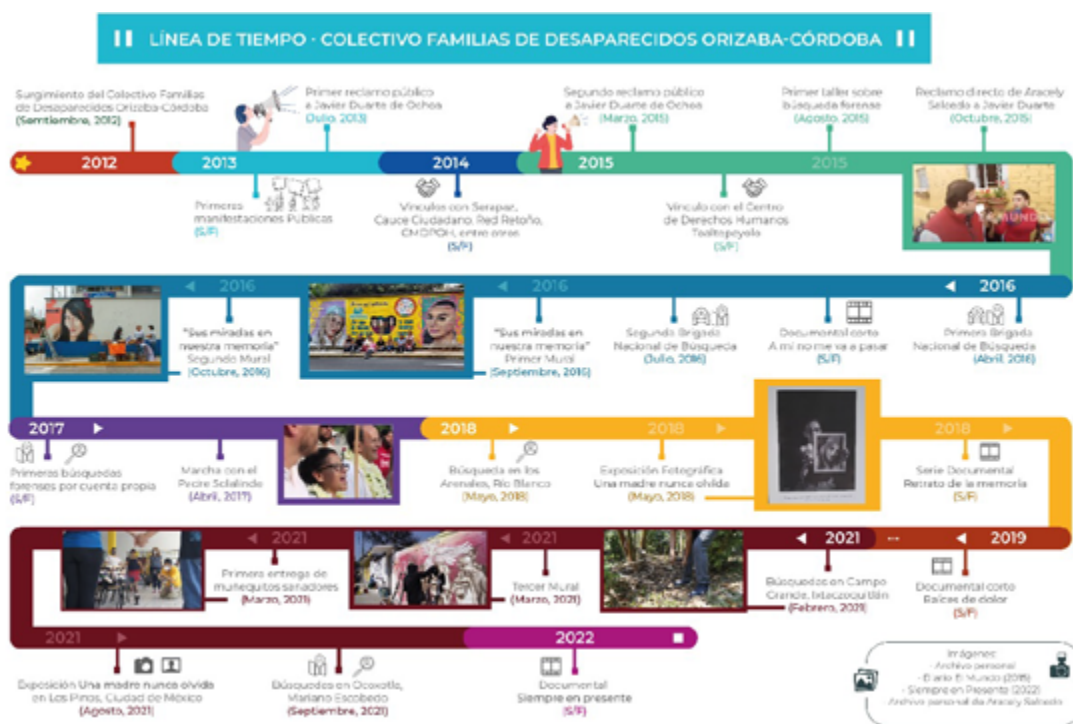 LÍNEA DE TIEMPO - COLECTIVO FAMILIAS DE DESAPARECIDOS ORIZABA-CÓRDOBA
Surgimiento del Colectivo Familias
de Desaparecidos Orizaba-Córdoba
2012)
Primer reclamo público
a Javier Duarte de Ochoa
(Julio, 2013)
Segundo reclamo público
a Javier Duarte de Ochoa
(Marzo, 2015)
Primer taller sobre
búsqueda forense
(Agosto, 2015)
Reclamo directo de Aracely
Salcedo a Javier Duarte
(Octubre, 2015)
2012
2013
2014
2015
2015
Primeras
manifestaciones Públicas
(S/F)
Vínculos con Serapaz,
Cauce Ciudadano, Red Retoño,
CMDPDH, entre otros
(S/F)
Vínculo con el Centro
de Derechos Humanos
(S/F)
MUNDO
2016
2016
2016
"Sus miradas en
nuestra memoria"
Segundo Mural
(Octubre, 2016)
"Sus miradas en
nuestra memoria"
Primer Mural
(Septiembre, 2016)
Segunda Brigada
Nacional de Búsqueda
(Julio, 2016)
Documental corto
A mí no me va a pasar
(S/F)
Primera Brigada
Nacional de Búsqueda
(Abril, 2016)
2017
2018
2018
2018
Primeras búsquedas
forenses por cuenta propia
(S/F)
Marcha con el
Padre Solalinde
(Abril, 2017)
Búsqueda en los
Arenales, Río Blanco
(Mayo, 2018)
Exposición Fotográfica
Una madre nunca olvida
(Mayo, 2018)
Serie Documental
Retrato de la memoria
(S/F)
2021
2021
2021
2019
Primera entrega de
muñequitos sanadores
(Marzo, 2021)
Tercer Mural
(Marzo, 2021)
Búsquedas en Campo
Grande, Ixtaczoquitlán
(Febrero, 2021)
Documental corto
Raíces de dolor
(S/F)
2021
2022
Exposición Una madre nunca olvida
en Los Pinos, Ciudad de México
(Agosto, 2021)
Búsquedas en Ocoxotla,
Mariano Escobedo
(Septiembre, 2021)
Documental
Siempre en presente
(S/F)
Imágenes:
- Archivo personal
El Mundo (2015)
- Siempre en Presente (2022)
Archivo personal de Aracely Salcedo